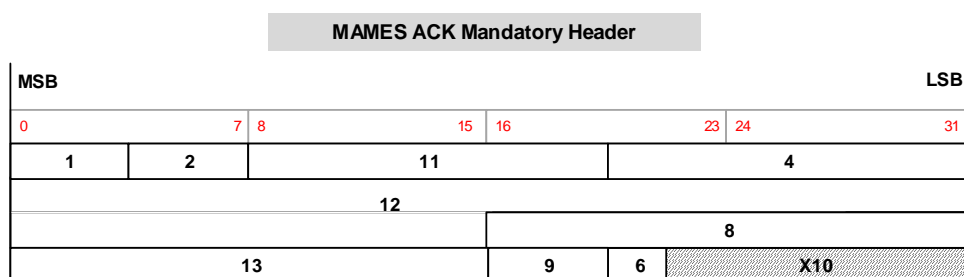 MAMES ACK Mandatory Header
MSB LSB
0 7 8 15 16 23 24 31
1 2 11 4
12
8
13 9 6 X10